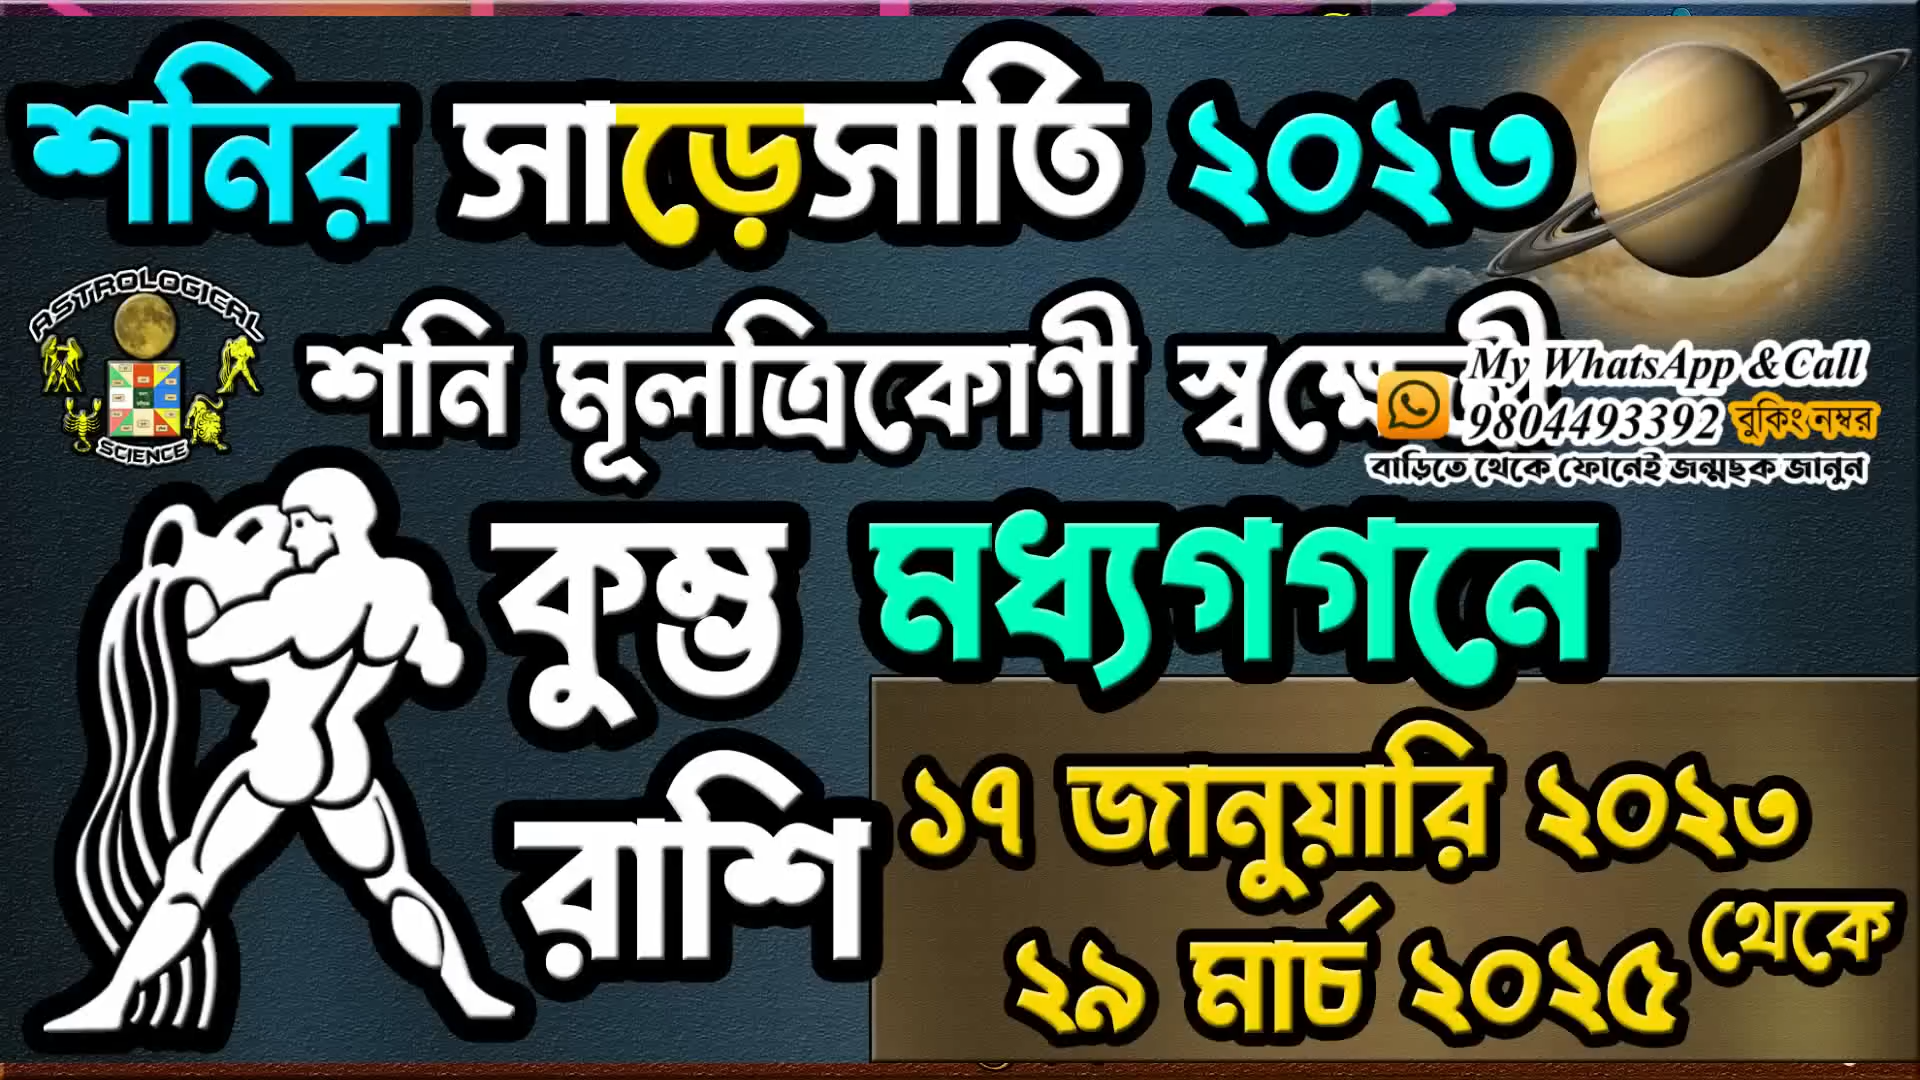 শনির সাড়েসাতি ২০২৩
ASTROLOGICAL
SCIENCE
শনি মূলত্রিকোণী
My WhatsApp &Call
9804493392 বুকিং নম্বর
বাড়িতে থেকে ফোনেই জন্মছক জানুন
কুম্ভ মধ্যগগনে
রাশি
১৭ জানুয়ারি ২০২৩
থেকে
২৯ মার্চ ২০২৫